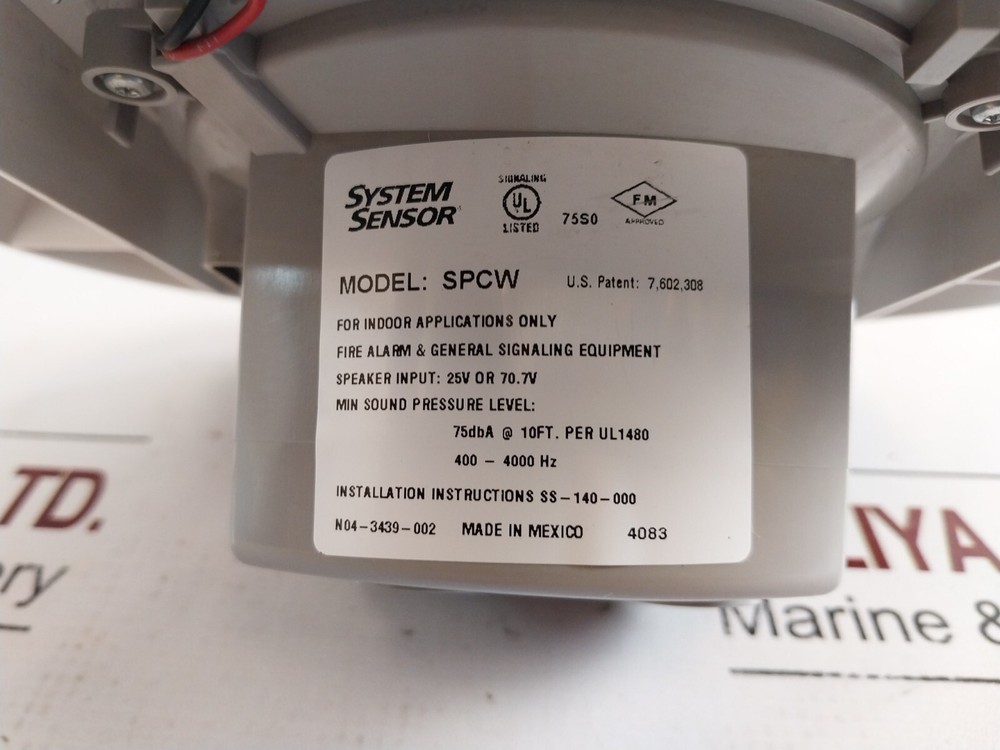 SYSTEM
SENSOR
SIGNALING
UL
LISTED
75S0
FM
APPROVED
MODEL: SPCW
U.S. Patent: 7,602,308
FOR INDOOR APPLICATIONS ONLY
FIRE ALARM & GENERAL SIGNALING EQUIPMENT
SPEAKER INPUT: 25V OR 70.7V
MIN SOUND PRESSURE LEVEL:
75dbA @ 10FT. PER UL1480
400 – 4000 Hz
INSTALLATION INSTRUCTIONS SS–140–000
N04–3439–002 MADE IN MEXICO 4083
TD.
ery
LIYA
Marine &